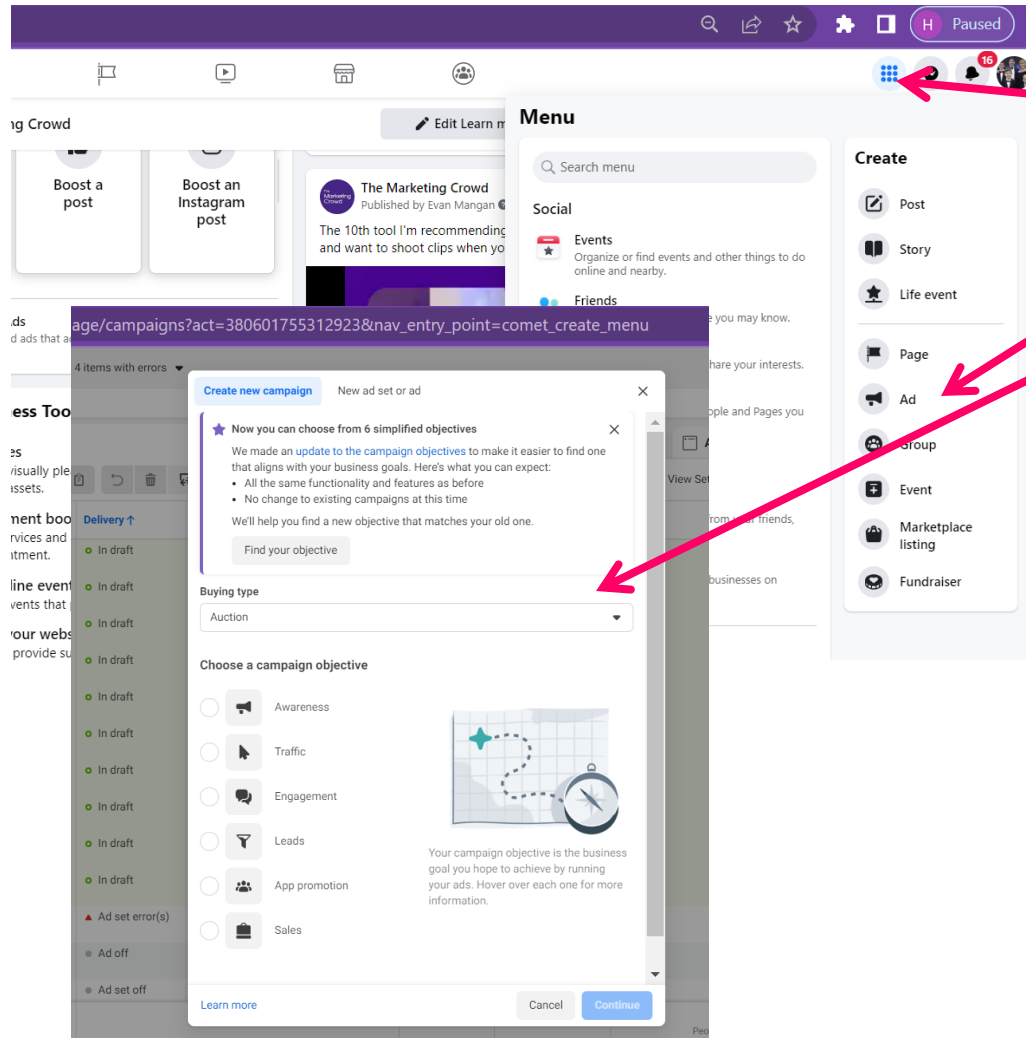 H Paused
16
ng Crowd
Edit Learn m
Menu
Search menu
Create
Boost a
post
Boost an
Instagram
post
The Marketing Crowd
Published by Evan Mangan
The 10th tool I'm recommending
and want to shoot clips when yo
Social
Events
Organize or find events and other things to do
online and nearby.
Friends
e you may know.
hare your interests.
ople and Pages you
from your friends,
businesses on
Post
Story
Life event
Page
Ad
Group
Event
Marketplace
listing
Fundraiser
Ads
d ads that a
ess Too
es
visually ple
assets.
ment boo
rvices and
ntment.
line event
vents that
your webs
provide su
age/campaigns?act=380601755312923&nav_entry_point=comet_create_menu
4 items with errors
Create new campaign
New ad set or ad
Now you can choose from 6 simplified objectives
We made an update to the campaign objectives to make it easier to find one
that aligns with your business goals. Here's what you can expect:
• All the same functionality and features as before
• No change to existing campaigns at this time
We'll help you find a new objective that matches your old one.
Find your objective
View Set
Delivery ↑
In draft
In draft
In draft
In draft
In draft
In draft
In draft
In draft
In draft
In draft
Ad set error(s)
Ad off
Ad set off
Buying type
Auction
Choose a campaign objective
Awareness
Traffic
Engagement
Leads
App promotion
Sales
Your campaign objective is the business
goal you hope to achieve by running
your ads. Hover over each one for more
information.
Learn more
Cancel
Continue
Peo